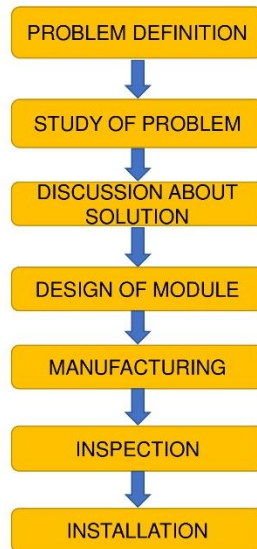 PROBLEM DEFINITION
STUDY OF PROBLEM
DISCUSSION ABOUT
SOLUTION
DESIGN OF MODULE
MANUFACTURING
INSPECTION
INSTALLATION